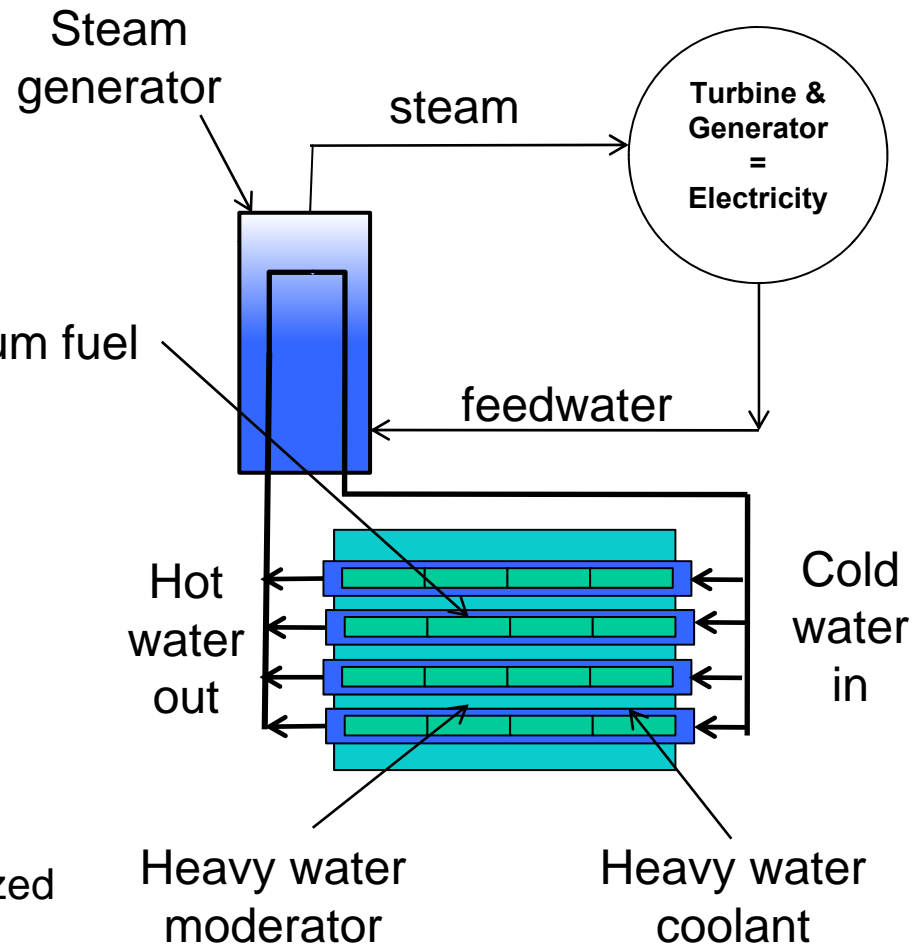 Steam
generator
steam
Turbine &
Generator
=
Electricity
um fuel
feedwater
Hot
water
out
Cold
water
in
zed
Heavy water
moderator
Heavy water
coolant